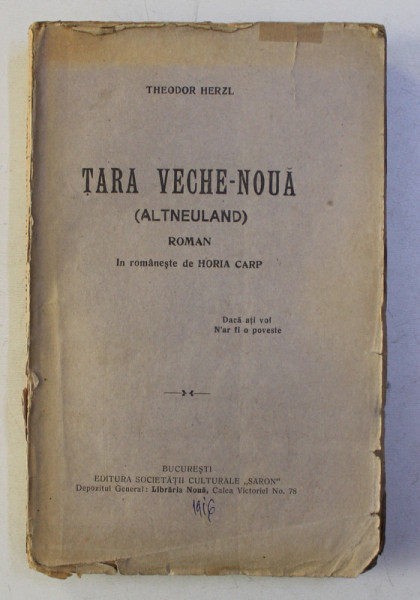 THEODOR HERZL
ȚARA VECHE-NOUĂ
(ALTNEULAND)
ROMAN
In românește de HORIA CARP
Dacă ați voi
N'ar fi o poveste
BUCUREȘTI
EDITURA SOCIETĂȚII CULTURALE „SARON"
Depozitul General: Librăria Nouă, Calea Victoriei No. 79
1916